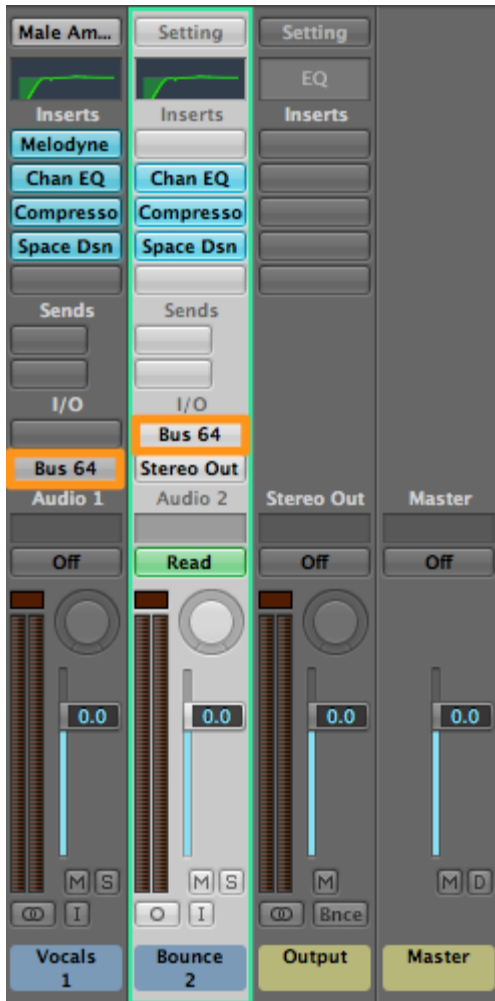 Male Am...
Setting
Setting
EQ
Inserts
Inserts
Inserts
Melodyne
Chan EQ
Chan EQ
Compresso
Compresso
Space Dsn
Space Dsn
Sends
Sends
I/O
I/O
Bus 64
Bus 64
Stereo Out
Audio 1
Audio 2
Stereo Out
Master
Off
Read
Off
Off
0.0
0.0
0.0
0.0
M S
M S
M
M D
I
I
Bnce
Vocals
1
Bounce
2
Output
Master